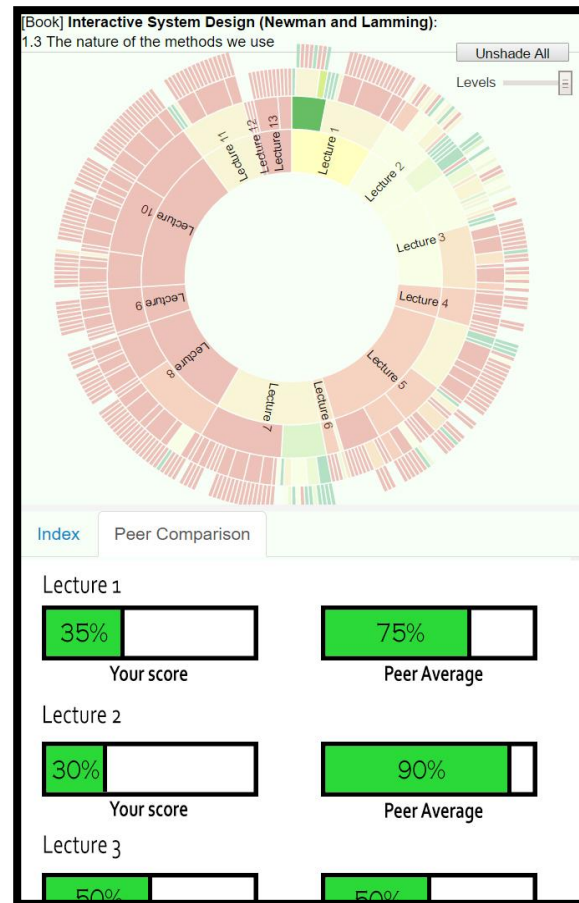 [Book] Interactive System Design (Newman and Lamming):
1.3 The nature of the methods we use
Unshade All
Levels
Lecture 1
Lecture 2
Lecture 3
Lecture 4
Lecture 5
Lecture 6
Lecture 7
Lecture 8
Lecture 9
Lecture 10
Lecture 11
Lecture 12
Lecture 13
Index
Peer Comparison
Lecture 1
35%
75%
Your score
Peer Average
Lecture 2
30%
90%
Your score
Peer Average
Lecture 3
50%
50%